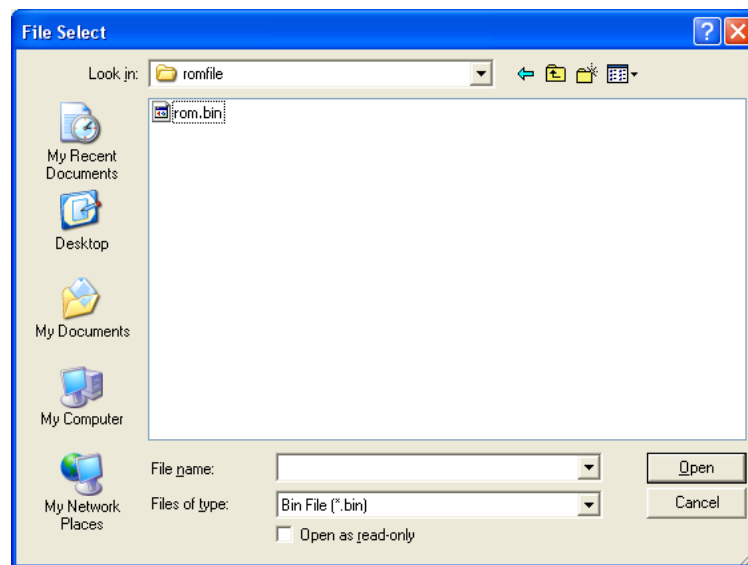 File Select
Look in: romfile
rom.bin
My Recent
Documents
Desktop
My Documents
My Computer
My Network
Places
File name:
Open
Files of type: Bin File (*.bin)
Cancel
Open as read-only